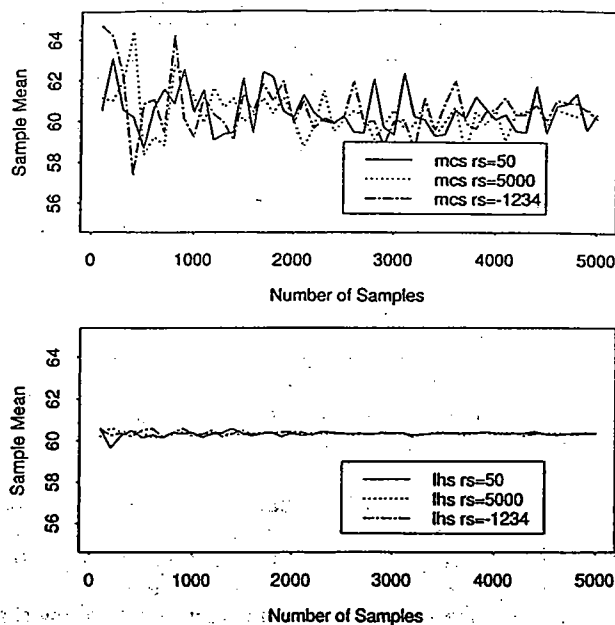 64
62
60
58
56
Sample Mean
mcs rs=50
mcs rs=5000
mcs rs=-1234
0 1000 2000 3000 4000 5000
Number of Samples
64
62
60
58
56
Sample Mean
lhs rs=50
lhs rs=5000
lhs rs=-1234
0 1000 2000 3000 4000 5000
Number of Samples